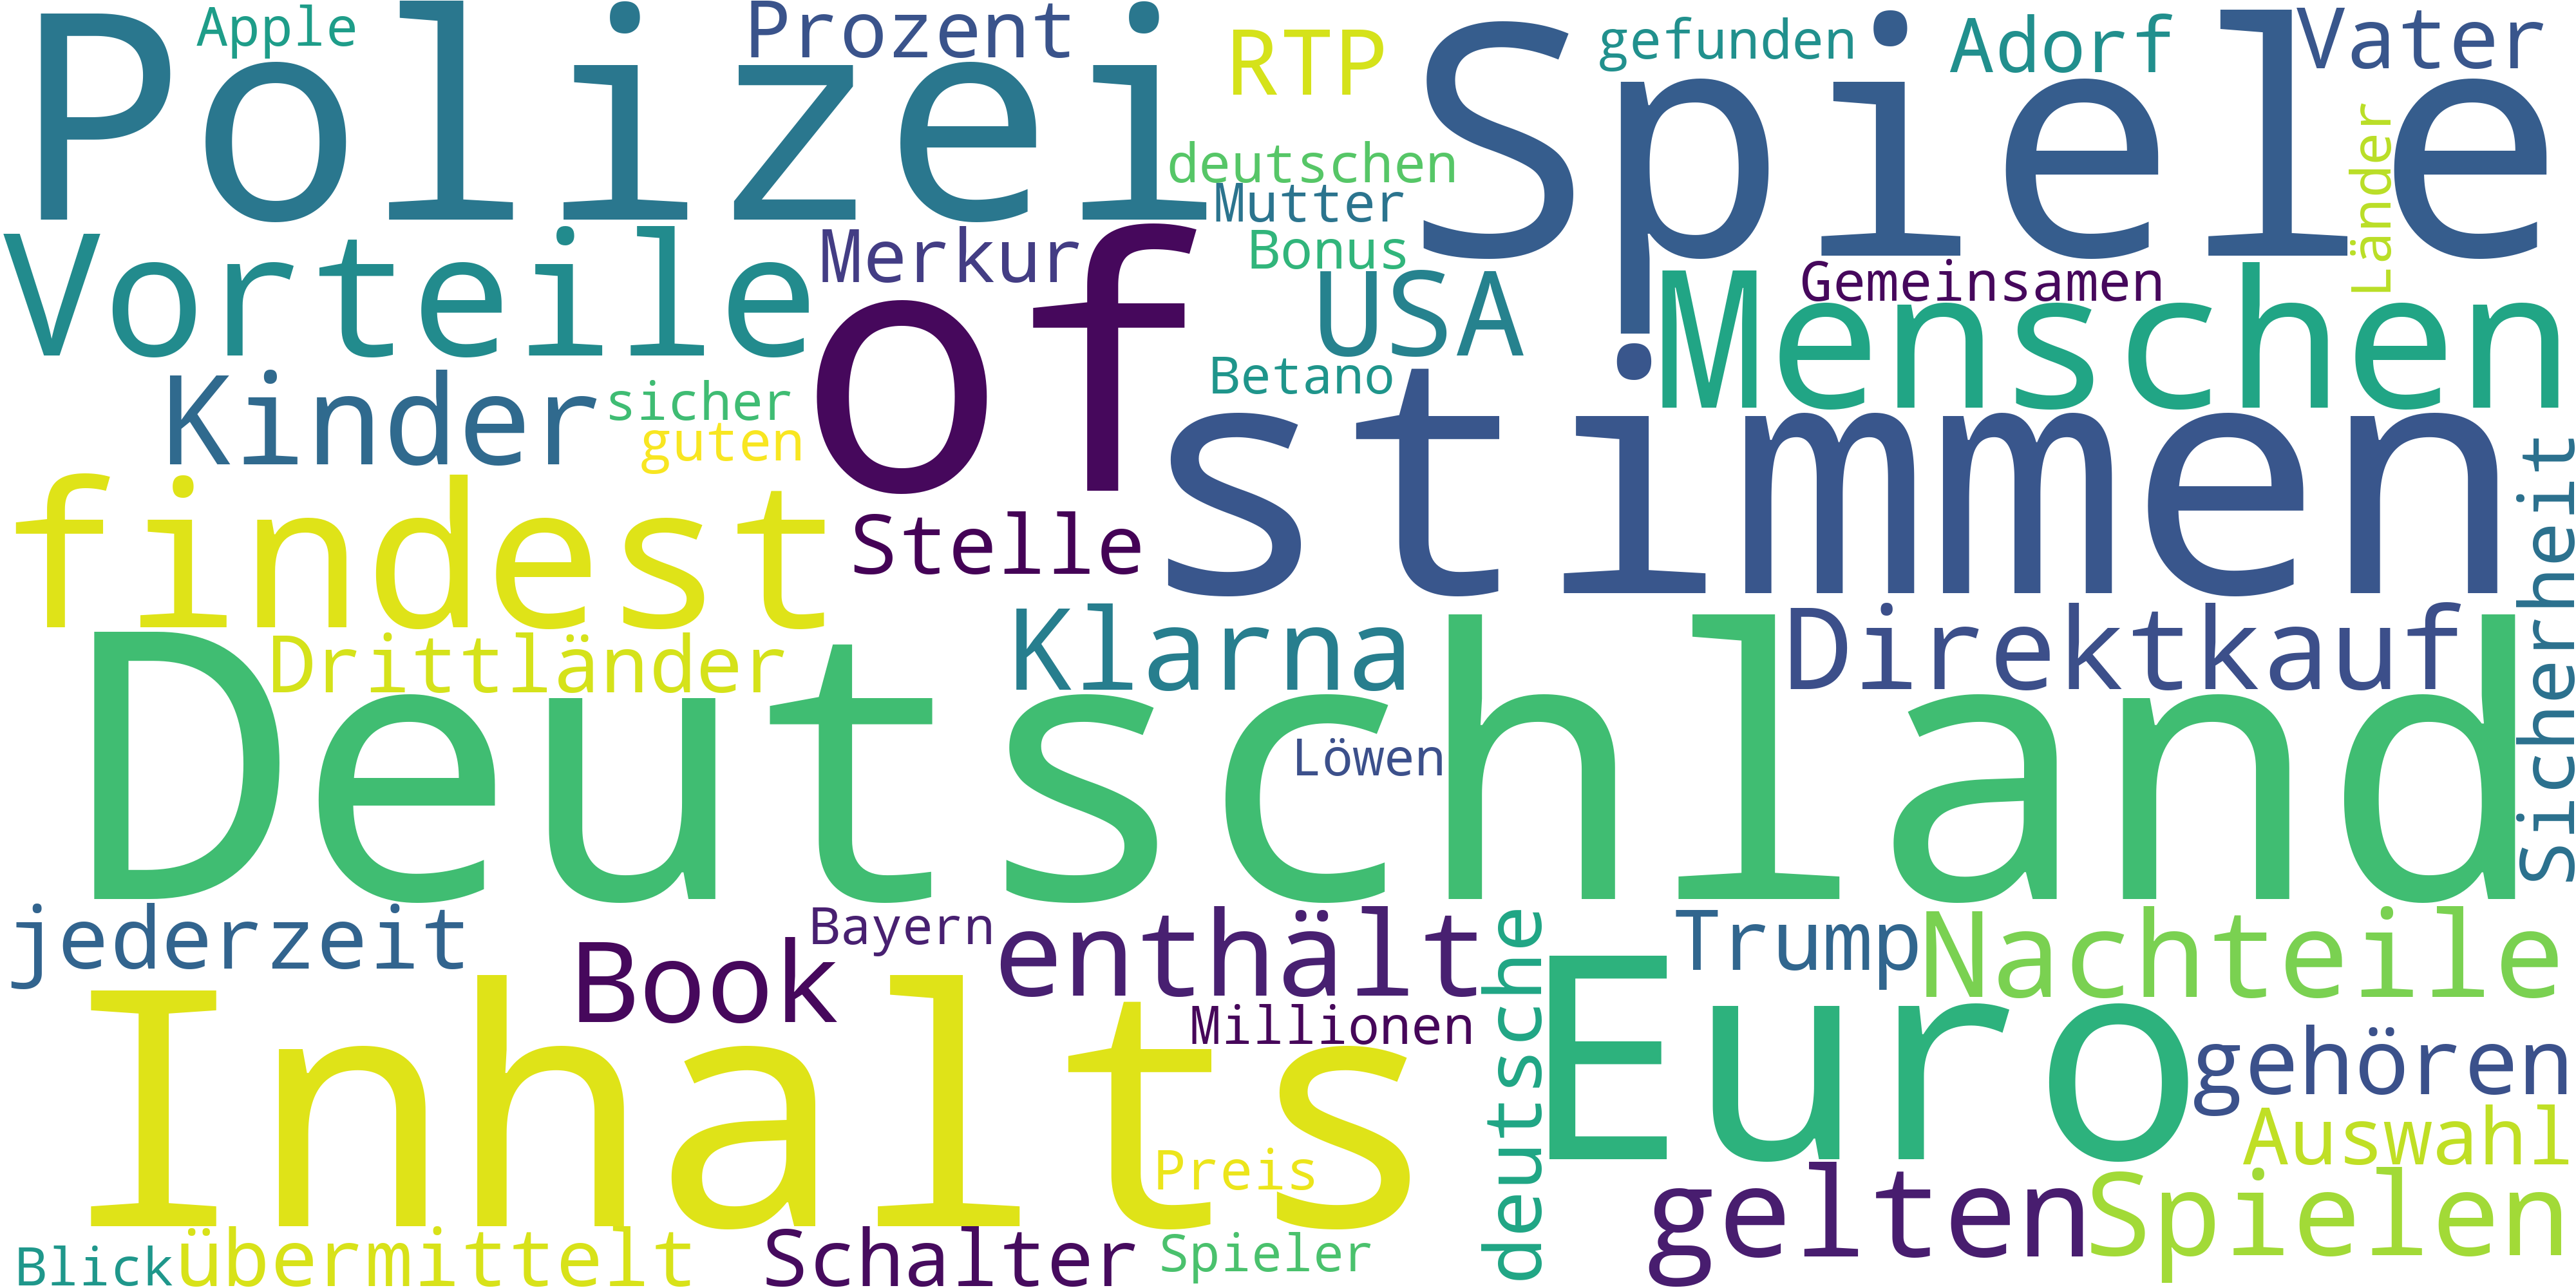 Polizei
Apple
Prozent
RTP
Spiele
gefunden
Adorf
Vater
Länder
deutschen
Mutter
Bonus
Vorteile
Merkur
of
USA
Gemeinsamen
Menschen
Betano
Kinder
sicher
guten
stimmen
Sicherheit
findest
Stelle
Drittländer
Klarna
Direktkauf
Deutschland
Löwen
jederzeit
Bayern
Book
enthält
deutsche
Trump
Nachteile
Inhalts
Millionen
Euro
gehören
Auswahl
Preis
gelten
Spielen
Blick
übermittelt
Schalter
Spieler